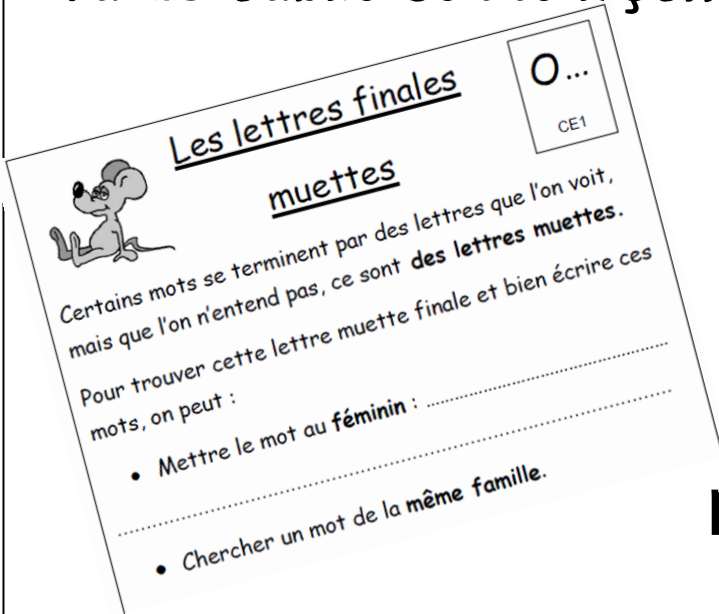 Les lettres finales
muettes
O...
CE1
Certains mots se terminent par des lettres que l'on voit,
mais que l'on n'entend pas, ce sont des lettres muettes.
Pour trouver cette lettre muette finale et bien écrire ces
mots, on peut :
• Mettre le mot au féminin : ..........................................................
....................................................................................................................
• Chercher un mot de la même famille.